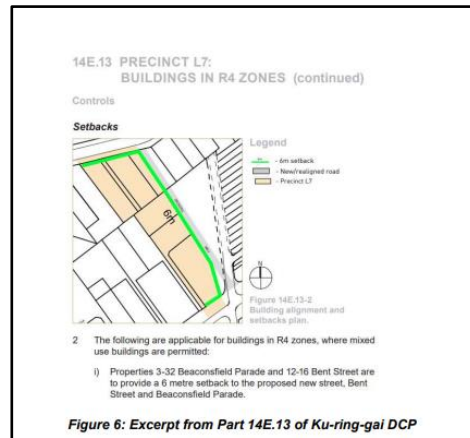 14E.13 PRECINCT L7:
BUILDINGS IN R4 ZONES (continued)
Controls
Setbacks
6m
Legend
6m - 6m setback
- New/realigned road
- Precinct L7
N
Figure 14E.13-2
Building alignment and
setbacks plan.
2 The following are applicable for buildings in R4 zones, where mixed
use buildings are permitted:
i) Properties 3-32 Beaconsfield Parade and 12-16 Bent Street are
to provide a 6 metre setback to the proposed new street, Bent
Street and Beaconsfield Parade.
Figure 6: Excerpt from Part 14E.13 of Ku-ring-gai DCP